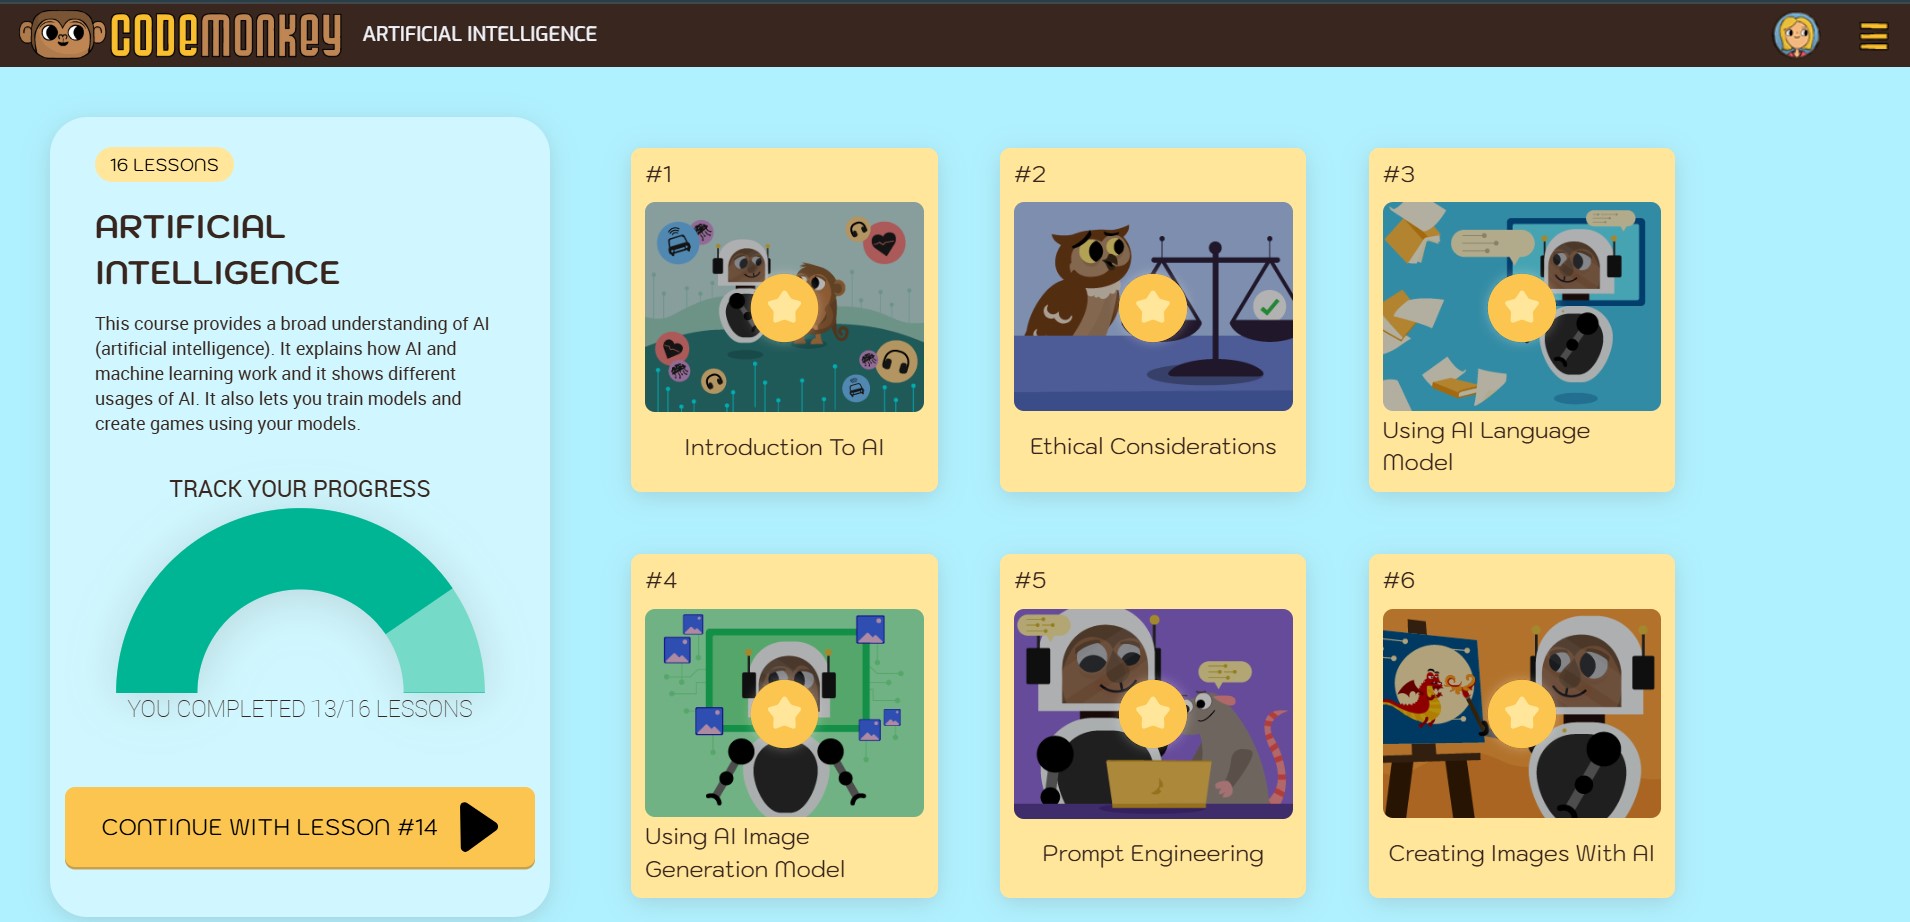 CODEMONKEY
ARTIFICIAL INTELLIGENCE
16 LESSONS
ARTIFICIAL
INTELLIGENCE
This course provides a broad understanding of AI
(artificial intelligence). It explains how AI and
machine learning work and it shows different
usages of AI. It also lets you train models and
create games using your models.
TRACK YOUR PROGRESS
YOU COMPLETED 13/16 LESSONS
CONTINUE WITH LESSON #14
#1
Introduction To AI
#2
Ethical Considerations
#3
Using AI Language
Model
#4
Using AI Image
Generation Model
#5
Prompt Engineering
#6
Creating Images With AI